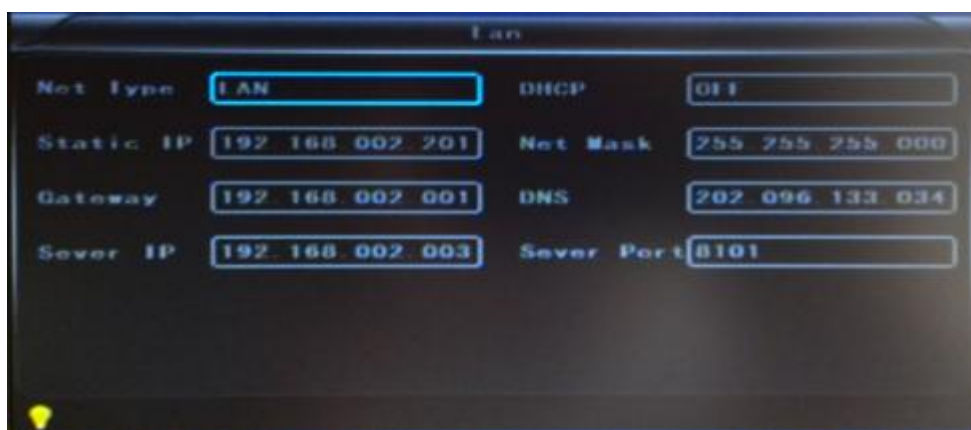 Lan
Net Type LAN DHCP OFF
Static IP 192.168.002.201 Net Mask 255.255.255.000
Gateway 192.168.002.001 DNS 202.096.133.034
Sever IP 192.168.002.003 Sever Port 8101